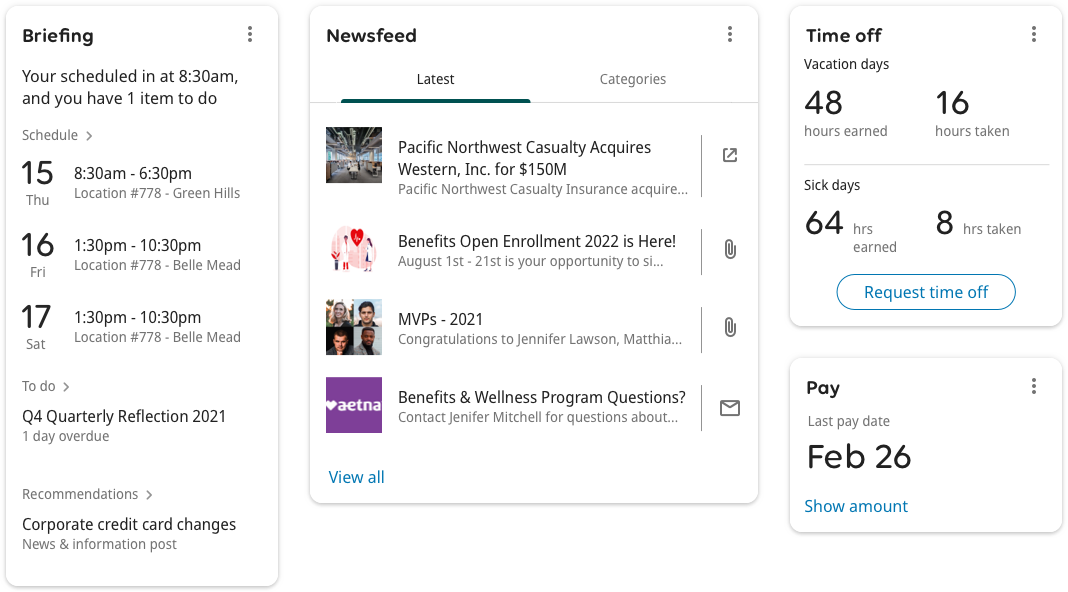 Briefing
Your scheduled in at 8:30am,
and you have 1 item to do
Schedule
15
Thu
8:30am - 6:30pm
Location #778 - Green Hills
16
Fri
1:30pm - 10:30pm
Location #778 - Belle Mead
17
Sat
1:30pm - 10:30pm
Location #778 - Belle Mead
To do
Q4 Quarterly Reflection 2021
1 day overdue
Recommendations
Corporate credit card changes
News & information post
Newsfeed
Latest Categories
Pacific Northwest Casualty Acquires
Western, Inc. for $150M
Pacific Northwest Casualty Insurance acquire...
Benefits Open Enrollment 2022 is Here!
August 1st - 21st is your opportunity to si...
MVPs - 2021
Congratulations to Jennifer Lawson, Matthia...
aetna
Benefits & Wellness Program Questions?
Contact Jenifer Mitchell for questions about...
View all
Time off
Vacation days
48 16
hours earned hours taken
Sick days
64 hrs earned
8 hrs taken
Request time off
Pay
Last pay date
Feb 26
Show amount